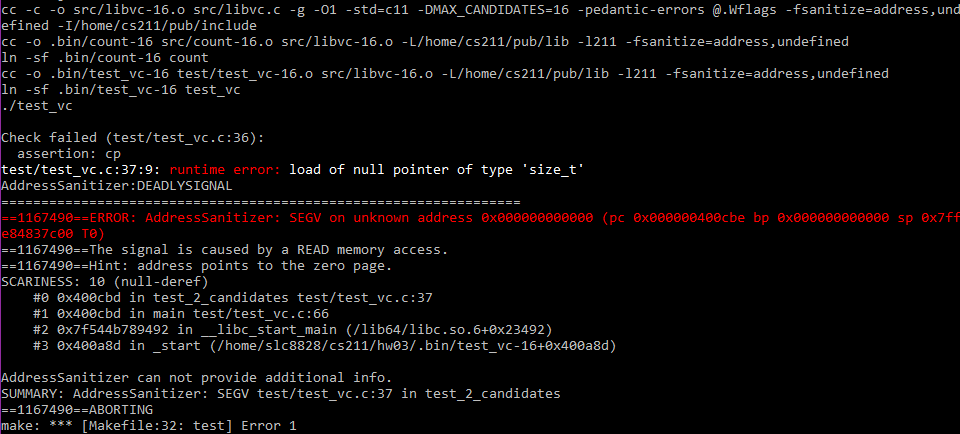 cc -c -o src/libvc-16.o src/libvc.c -g -O1 -std=c11 -DMAX_CANDIDATES=16 -pedantic-errors @.Wflags -fsanitize=address,und
efined -I/home/cs211/pub/include
cc -o .bin/count-16 src/count-16.o src/libvc-16.o -L/home/cs211/pub/lib -l211 -fsanitize=address,undefined
ln -sf .bin/count-16 count
cc -o .bin/test_vc-16 test/test_vc-16.o src/libvc-16.o -L/home/cs211/pub/lib -l211 -fsanitize=address,undefined
ln -sf .bin/test_vc-16 test_vc
./test_vc

Check failed (test/test_vc.c:36):
  assertion: cp
test/test_vc.c:37:9: runtime error: load of null pointer of type 'size_t'
AddressSanitizer:DEADLYSIGNAL
=================================================================
==1167490==ERROR: AddressSanitizer: SEGV on unknown address 0x000000000000 (pc 0x000000400cbe bp 0x000000000000 sp 0x7ff
e84837c00 T0)
==1167490==The signal is caused by a READ memory access.
==1167490==Hint: address points to the zero page.
SCARINESS: 10 (null-deref)
    #0 0x400cbd in test_2_candidates test/test_vc.c:37
    #1 0x400cbd in main test/test_vc.c:66
    #2 0x7f544b789492 in __libc_start_main (/lib64/libc.so.6+0x23492)
    #3 0x400a8d in _start (/home/slc8828/cs211/hw03/.bin/test_vc-16+0x400a8d)

AddressSanitizer can not provide additional info.
SUMMARY: AddressSanitizer: SEGV test/test_vc.c:37 in test_2_candidates
==1167490==ABORTING
make: *** [Makefile:32: test] Error 1